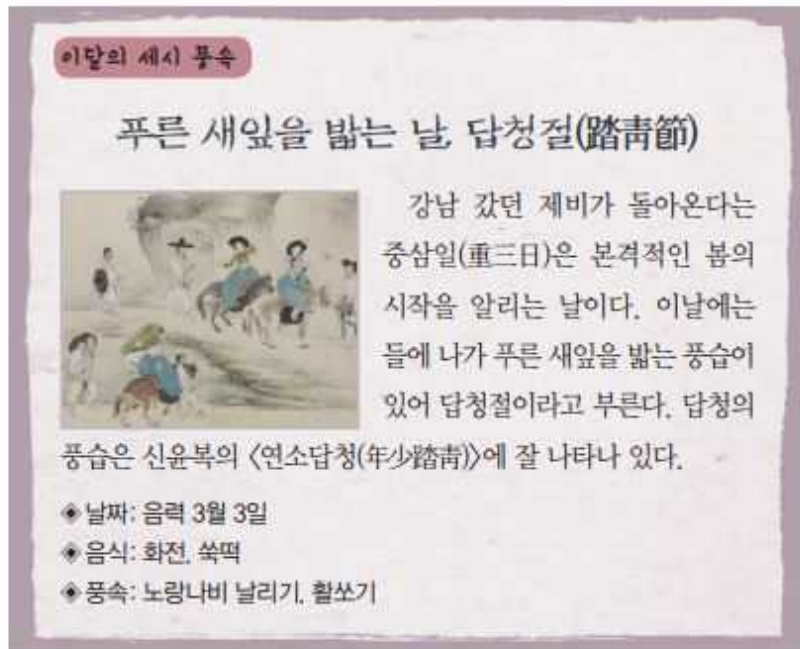 이달의 세시 풍속
푸른 새잎을 밟는 날, 답청절(踏靑節)
강남 갔던 제비가 돌아온다는
중삼일(重三日)은 본격적인 봄의
시작을 알리는 날이다. 이날에는
들에 나가 푸른 새잎을 밟는 풍습이
있어 답청절이라고 부른다. 답청의
풍습은 신윤복의 〈연소답청(年少踏靑)〉에 잘 나타나 있다.
◈ 날짜: 음력 3월 3일
◈ 음식: 화전, 쑥떡
◈ 풍속: 노랑나비 날리기, 활쏘기